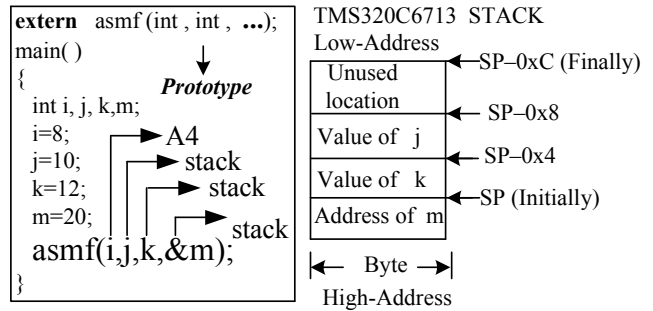 extern asmf (int , int , ...);
main( )
{
Prototype
int i, j, k,m;
i=8;
A4
j=10;
stack
k=12;
stack
m=20;
stack
asmf(i,j,k,&m);
}
TMS320C6713 STACK
Low-Address
SP–0xC (Finally)
Unused
location
SP–0x8
Value of j
SP–0x4
Value of k
SP (Initially)
Address of m
Byte
High-Address